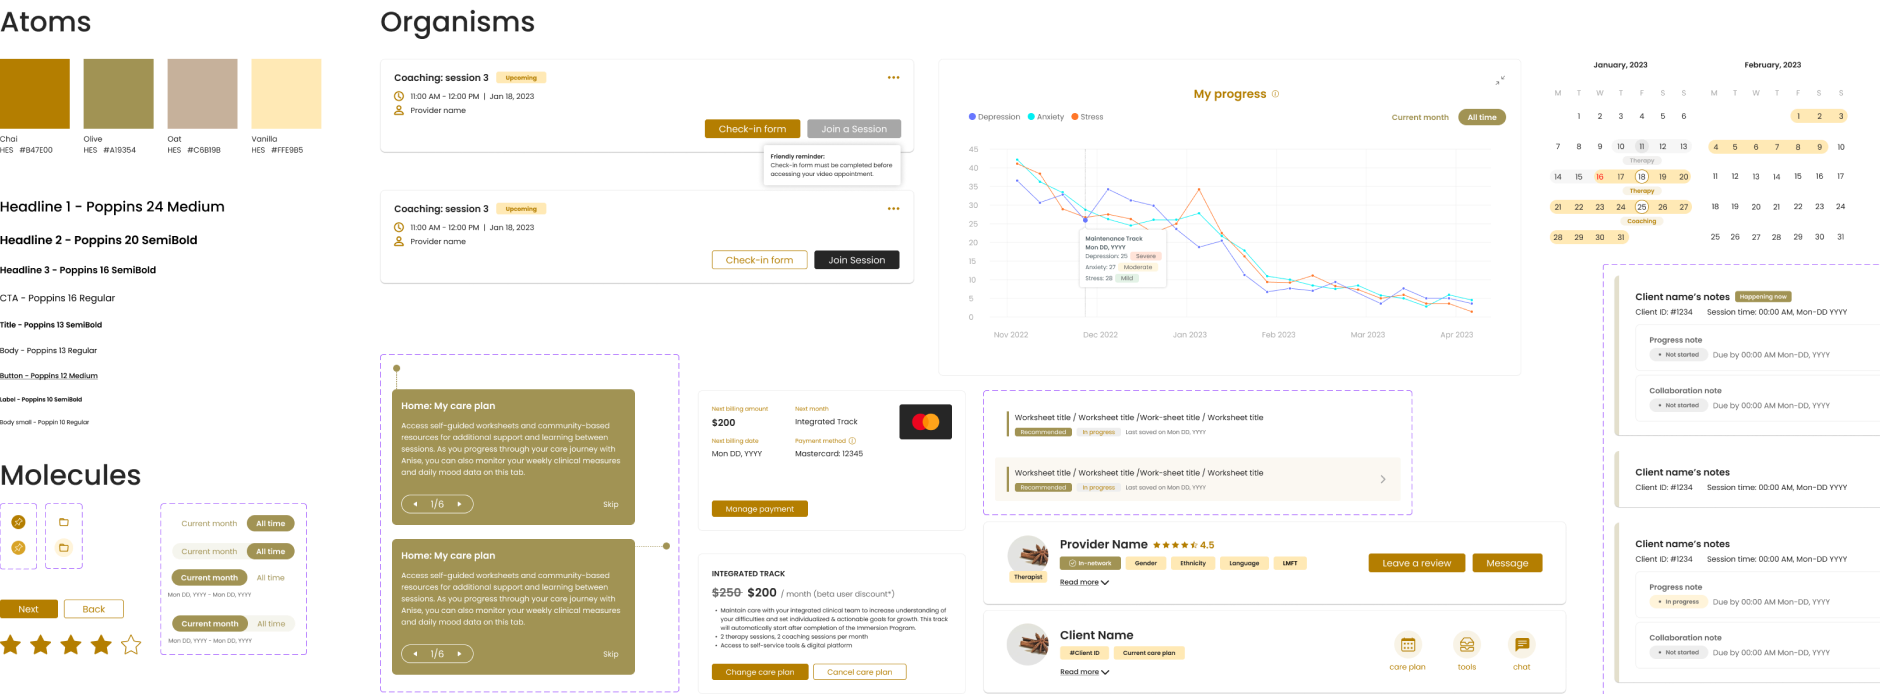 Atoms
Chai
HES #B47E00
Olive
HES #A19354
Oat
HES #C6B19B
Vanilla
HES #FFE9B5
Headline 1 - Poppins 24 Medium
Headline 2 - Poppins 20 SemiBold
Headline 3 - Poppins 16 SemiBold
CTA - Poppins 16 Regular
Title - Poppins 13 SemiBold
Body - Poppins 13 Regular
Button - Poppins 12 Medium
Label - Poppins 10 SemiBold
Body small - Poppin 10 Regular
Molecules
Current month All time
Current month All time
Current month All time
Mon DD, YYYY - Mon DD, YYYY
Current month All time
Mon DD, YYYY - Mon DD, YYYY
Next Back
Organisms
Coaching: session 3 Upcoming
11:00 AM - 12:00 PM | Jan 18, 2023
Provider name
Check-in form Join a Session
Friendly reminder:
Check-in form must be completed before
accessing your video appointment.
Coaching: session 3 Upcoming
11:00 AM - 12:00 PM | Jan 18, 2023
Provider name
Check-in form Join Session
My progress
Depression Anxiety Stress
Current month All time
45
40
35
30
25
20
15
10
5
0
Maintenance Track
Mon DD, YYYY
Depression: 25 Severe
Anxiety: 27 Moderate
Stress: 28 Mild
Nov 2022 Dec 2022 Jan 2023 Feb 2023 Mar 2023 Apr 2023
January, 2023
M T W T F S S
1 2 3 4 5 6
7 8 9 10 11 12 13
Therapy
14 15 16 17 18 19 20
Therapy
21 22 23 24 25 26 27
Coaching
28 29 30 31
February, 2023
M T W T F S S
1 2 3
4 5 6 7 8 9 10
11 12 13 14 15 16 17
18 19 20 21 22 23 24
25 26 27 28 29 30 31
Home: My care plan
Access self-guided worksheets and community-based
resources for additional support and learning between
sessions. As you progress through your care journey with
Anise, you can also monitor your weekly clinical measures
and daily mood data on this tab.
1/6 Skip
Home: My care plan
Access self-guided worksheets and community-based
resources for additional support and learning between
sessions. As you progress through your care journey with
Anise, you can also monitor your weekly clinical measures
and daily mood data on this tab.
1/6 Skip
Next billing amount Next month
$200 Integrated Track
Next billing date Payment method
Mon DD, YYYY Mastercard: 12345
Manage payment
INTEGRATED TRACK
$250 $200 / month (beta user discount*)
• Maintain care with your integrated clinical team to increase understanding of
your difficulties and set individualized & actionable goals for growth. This track
will automatically start after completion of the Immersion Program.
• 2 therapy sessions, 2 coaching sessions per month
• Access to self-service tools & digital platform
Change care plan Cancel care plan
Worksheet title / Worksheet title /Work-sheet title / Worksheet title
Recommended In progress Last saved on Mon DD, YYYY
Worksheet title / Worksheet title /Work-sheet title / Worksheet title
Recommended In progress Last saved on Mon DD, YYYY
Provider Name 4.5
In-network Gender Ethnicity Language LMFT
Therapist
Read more
Leave a review Message
Client Name
#Client ID Current care plan
Read more
care plan tools chat
Client name's notes Happening now
Client ID: #1234 Session time: 00:00 AM, Mon-DD YYYY
Progress note
• Not started Due by 00:00 AM Mon-DD, YYYY
Collaboration note
• Not started Due by 00:00 AM Mon-DD, YYYY
Client name's notes
Client ID: #1234 Session time: 00:00 AM, Mon-DD YYYY
Client name's notes
Client ID: #1234 Session time: 00:00 AM, Mon-DD YYYY
Progress note
• In progress Due by 00:00 AM Mon-DD, YYYY
Collaboration note
• Not started Due by 00:00 AM Mon-DD, YYYY